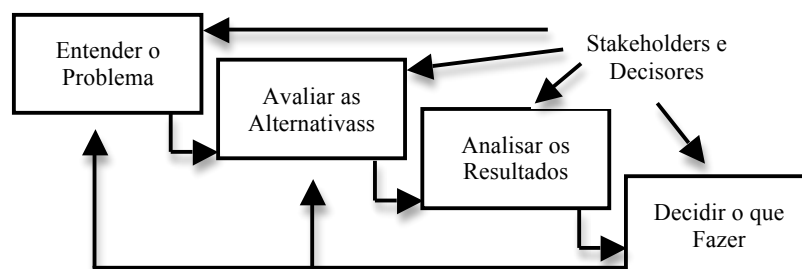 Entender o
Problema
Stakeholders e
Decisores
Avaliar as
Alternativass
Analisar os
Resultados
Decidir o que
Fazer